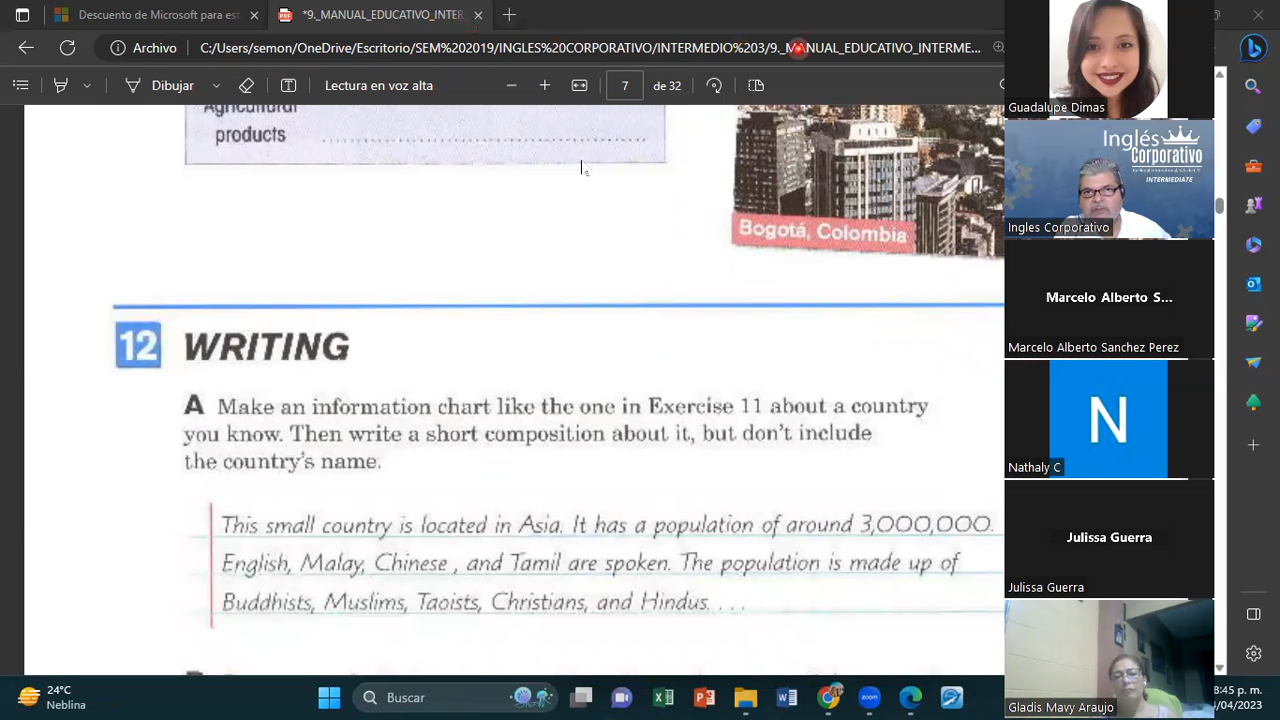 Descuento de Microsoft para est
*9._MANUAL_EDUCATIVO_INTER
Archivo
C:/Users/semon/OneDrive/Escritorio/SEM%202019/INGLES%20CORPORATIVO/INTERMEDIO%203/9._MANUAL_EDUCATIVO_INTERME...
Dibujar
Lectura en voz alta
7
de 32
Agricultural
products
Bogotá, Colombia
12 WRITING
A Make an information chart like the one in Exercise 11 about a country
you know. Then write a short composition about it, but don't include
the country's name.
This small country is located in Asia. It has a population of around 3,000,000.
English, Malay, Chinese , and Tamil are spoken. The population is made up of
Buddhists, Muslims, Taoists, Christians, and Hindus. . . .
Guadalupe Dimas
Inglés
Corporativo
INTERMEDIATE
Ingles Corporativo
Marcelo Alberto S...
Marcelo Alberto Sanchez Perez
N
Nathaly C
Julissa Guerra
Julissa Guerra
Gladis Mavy Araujo
24°C
Neblina
Buscar
8:45 p. m.
/04/2023